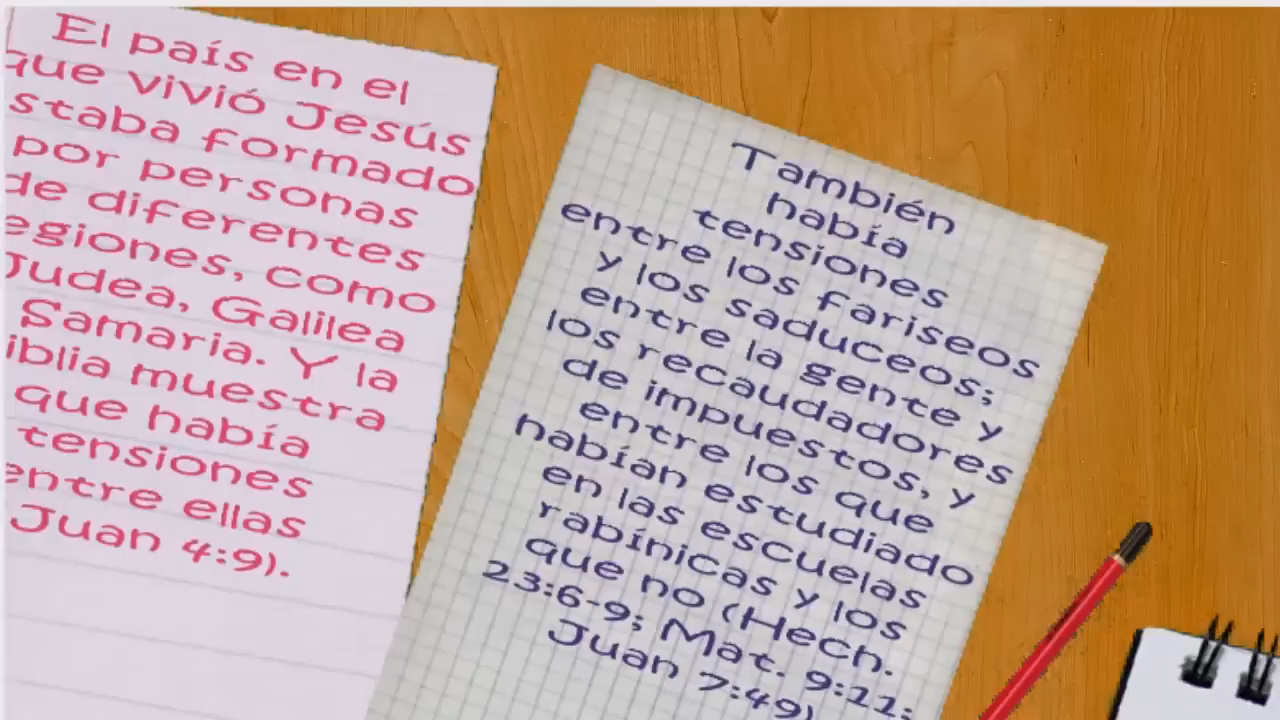 El país en el
que vivió Jesús
staba formado
por personas
de diferentes
egiones, como
Judea, Galilea
Samaria. Y la
iblia muestra
que había
tensiones
entre ellas
Juan 4:9).
También
había
tensiones
entre los fariseos
y los saduceos;
entre la gente y
los recaudadores
de impuestos, y
entre los que
habían estudiado
en las escuelas
rabínicas y los
que no (Hech.
23:6-9; Mat. 9:11;
Juan 7:49)